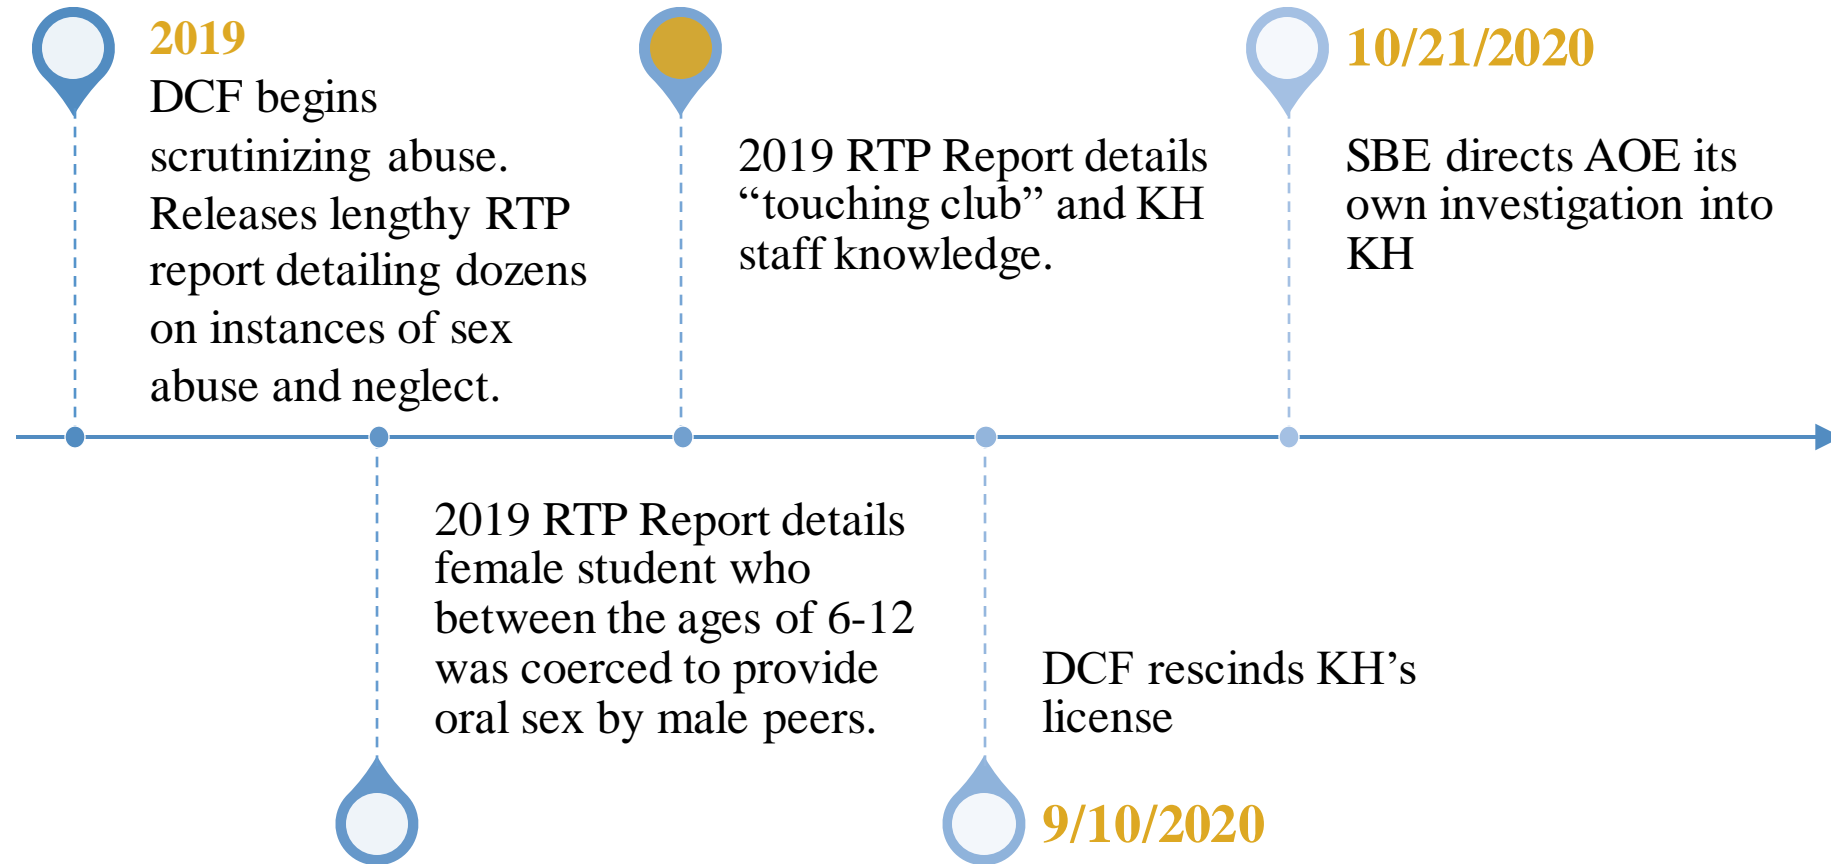 2019
DCF begins
scrutinizing abuse.
Releases lengthy RTP
report detailing dozens
on instances of sex
abuse and neglect.
2019 RTP Report details
female student who
between the ages of 6-12
was coerced to provide
oral sex by male peers.
2019 RTP Report details
“touching club” and KH
staff knowledge.
DCF rescinds KH’s
license
9/10/2020
10/21/2020
SBE directs AOE its
own investigation into
KH